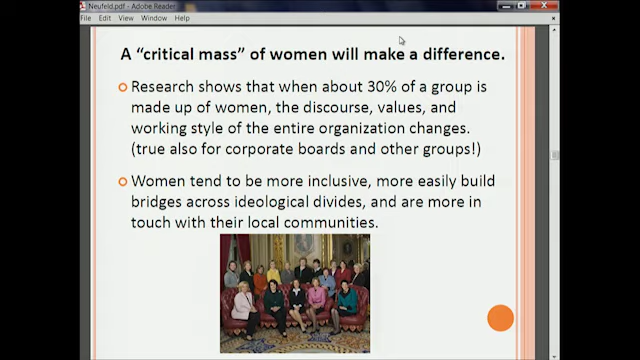 Neufeld.pdf - Adobe Reader
File Edit View Window Help
A “critical mass” of women will make a difference.
Research shows that when about 30% of a group is
made up of women, the discourse, values, and
working style of the entire organization changes.
(true also for corporate boards and other groups!)
Women tend to be more inclusive, more easily build
bridges across ideological divides, and are more in
touch with their local communities.